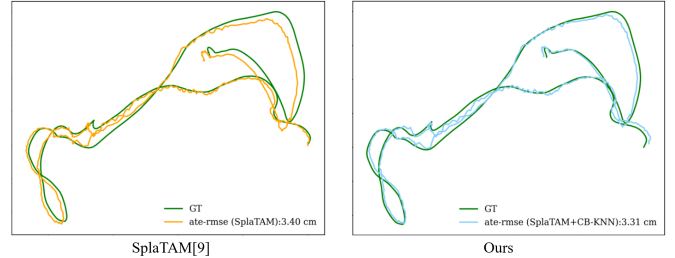 GT
ate-rmse (SplaTAM):3.40 cm
SplaTAM[9]
GT
ate-rmse (SplaTAM+CB-KNN):3.31 cm
Ours